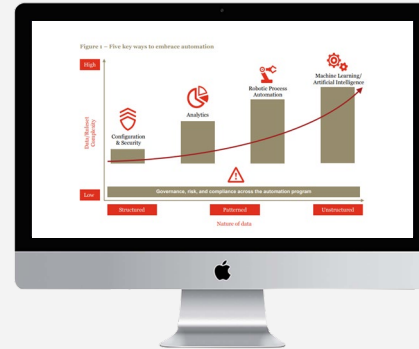 Figure 1 – Five key ways to embrace automation
High
Machine Learning/
Artificial Intelligence
Robotic Process
Automation
Analytics
Configuration
& Security
Data/Ruleset
Complexity
Low
Governance, risk, and compliance across the automation program
Structured
Patterned
Unstructured
Nature of data